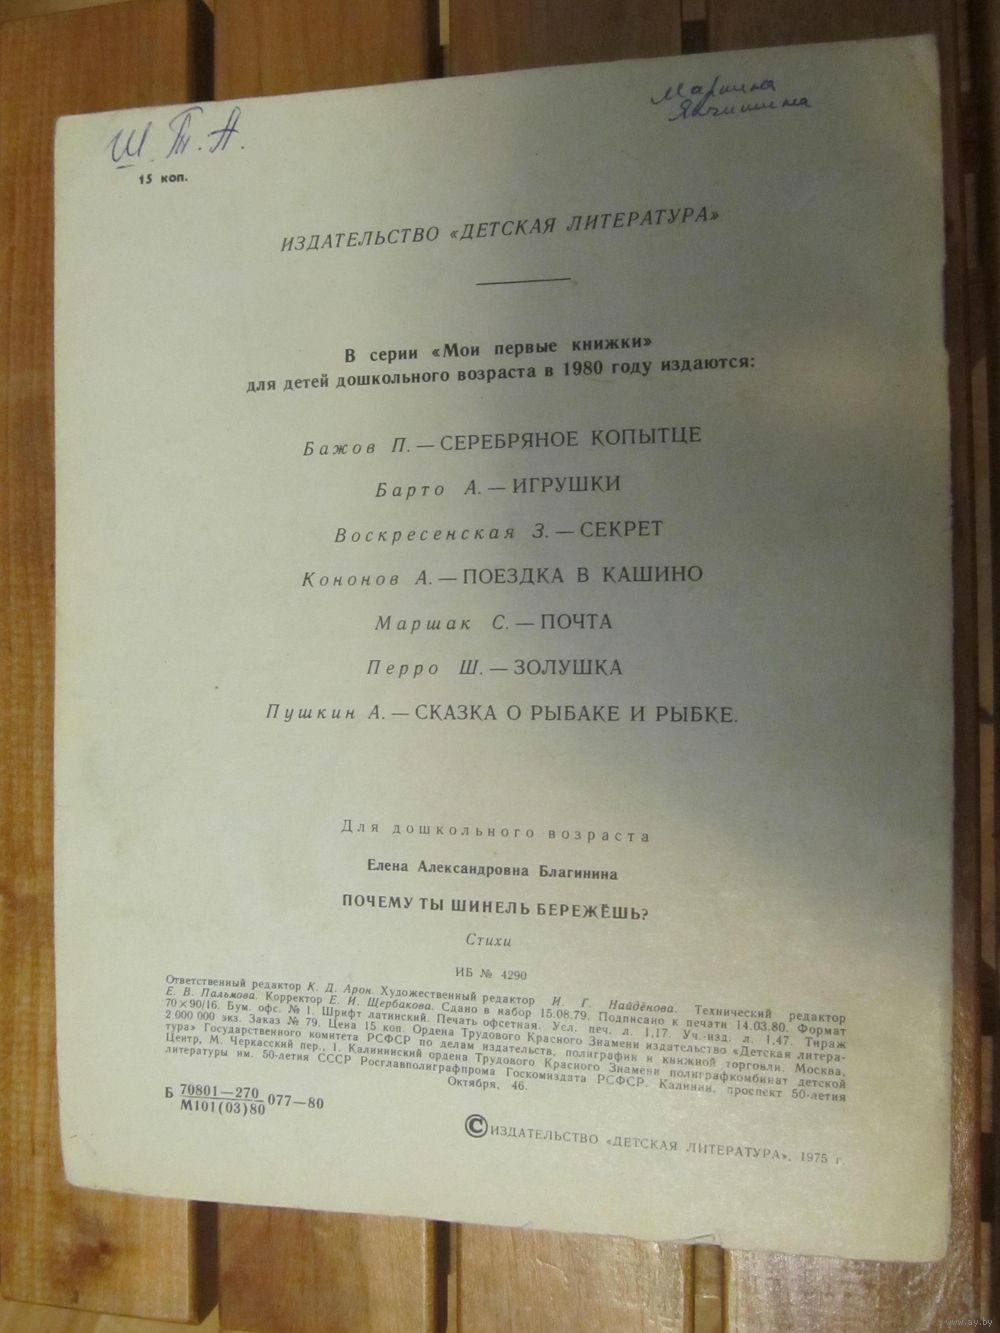 Ш. Т. А.
Марина
15 коп.
ИЗДАТЕЛЬСТВО «ДЕТСКАЯ ЛИТЕРАТУРА»
В серии «Мои первые книжки»
для детей дошкольного возраста в 1980 году издаются:
Бажов П. — СЕРЕБРЯНОЕ КОПЫТЦЕ
Барто А. — ИГРУШКИ
Воскресенская З. — СЕКРЕТ
Кононов А. — ПОЕЗДКА В КАШИНО
Маршак С. — ПОЧТА
Перро Ш. — ЗОЛУШКА
Пушкин А. — СКАЗКА О РЫБАКЕ И РЫБКЕ.
Для дошкольного возраста
Елена Александровна Благинина
ПОЧЕМУ ТЫ ШИНЕЛЬ БЕРЕЖЁШЬ?
Стихи
ИБ № 4290
Ответственный редактор К. Д. Арон. Художественный редактор И. Г. Найдёнова. Технический редактор
Е. В. Пальмова. Корректор Е. И. Щербакова. Сдано в набор 15.08.79. Подписано к печати 14.03.80. Формат
70×90/16. Бум. офс. № 1. Шрифт латинский. Печать офсетная. Усл. печ. л. 1,17. Уч.-изд. л. 1,47. Тираж
2 000 000 экз. Заказ № 79. Цена 15 коп. Ордена Трудового Красного Знамени издательство «Детская литера-
тура» Государственного комитета РСФСР по делам издательств, полиграфии и книжной торговли. Москва,
Центр, М. Черкасский пер., 1. Калининский ордена Трудового Красного Знамени полиграфкомбинат детской
литературы им. 50-летия СССР Росглавполиграфпрома Госкомиздата РСФСР. Калинин, проспект 50-летия
Октября, 46.
Б 70801—270 077—80
М101(03)80
© ИЗДАТЕЛЬСТВО «ДЕТСКАЯ ЛИТЕРАТУРА», 1975 г.
www.ay.by